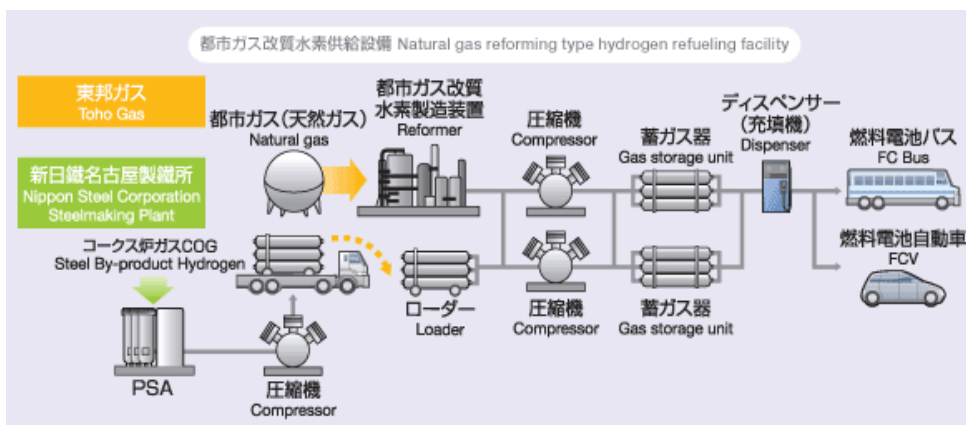 都市ガス改質水素供給設備 Natural gas reforming type hydrogen refueling facility
東邦ガス
Toho Gas
都市ガス(天然ガス)
Natural gas
都市ガス改質
水素製造装置
Reformer
圧縮機
Compressor
蓄ガス器
Gas storage unit
ディスペンサー
(充填機)
Dispenser
燃料電池バス
FC Bus
新日鐵名古屋製鐵所
Nippon Steel Corporation
Steelmaking Plant
コークス炉ガスCOG
Steel By-product Hydrogen
PSA
圧縮機
Compressor
ローダー
Loader
圧縮機
Compressor
蓄ガス器
Gas storage unit
燃料電池自動車
FCV